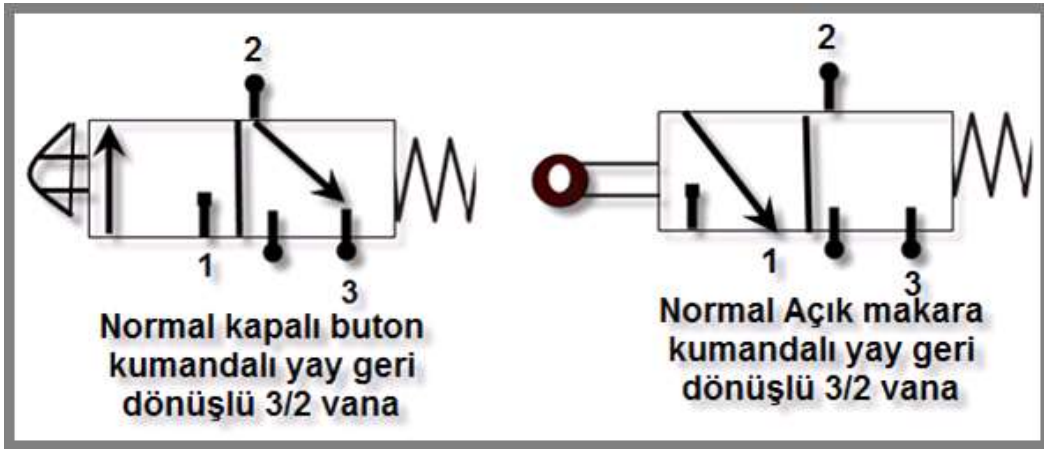 2
1
3
Normal kapalı buton
kumandalı yay geri
dönüşlü 3/2 vana
2
1
3
Normal Açık makara
kumandalı yay geri
dönüşlü 3/2 vana